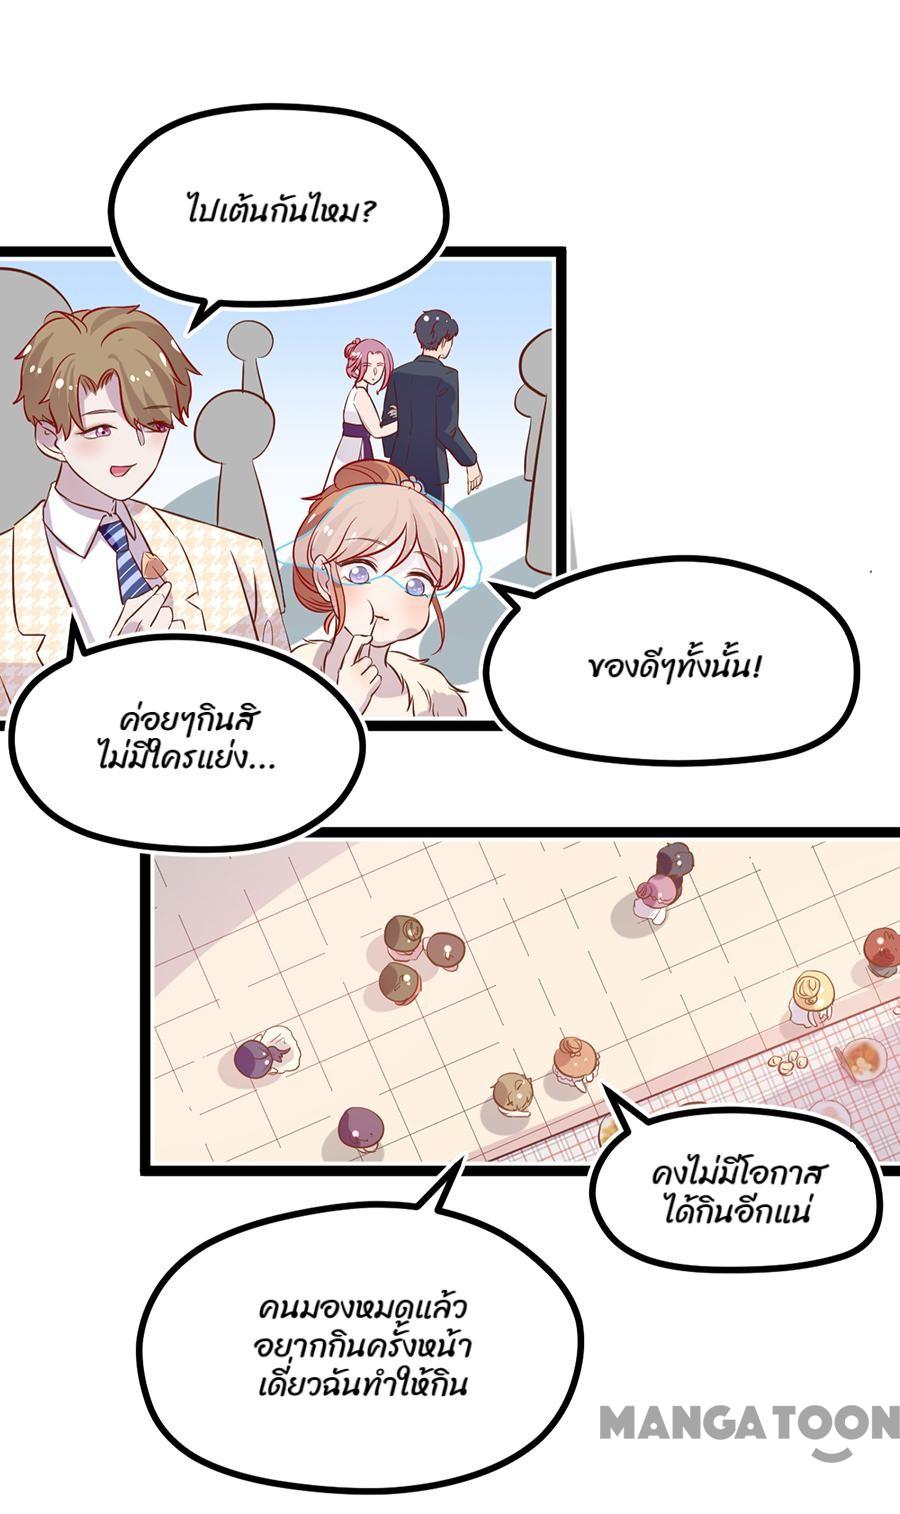 ไปเต้นกันไหม?
ของดีๆทั้งนั้น!
ค่อยๆกินสิ
ไม่มีใครแย่ง...
คงไม่มีโอกาส
ได้กินอีกแน่
คนมองหมดแล้ว
อยากกินครั้งหน้า
เดี๋ยวฉันทำให้กิน
MANGATOON